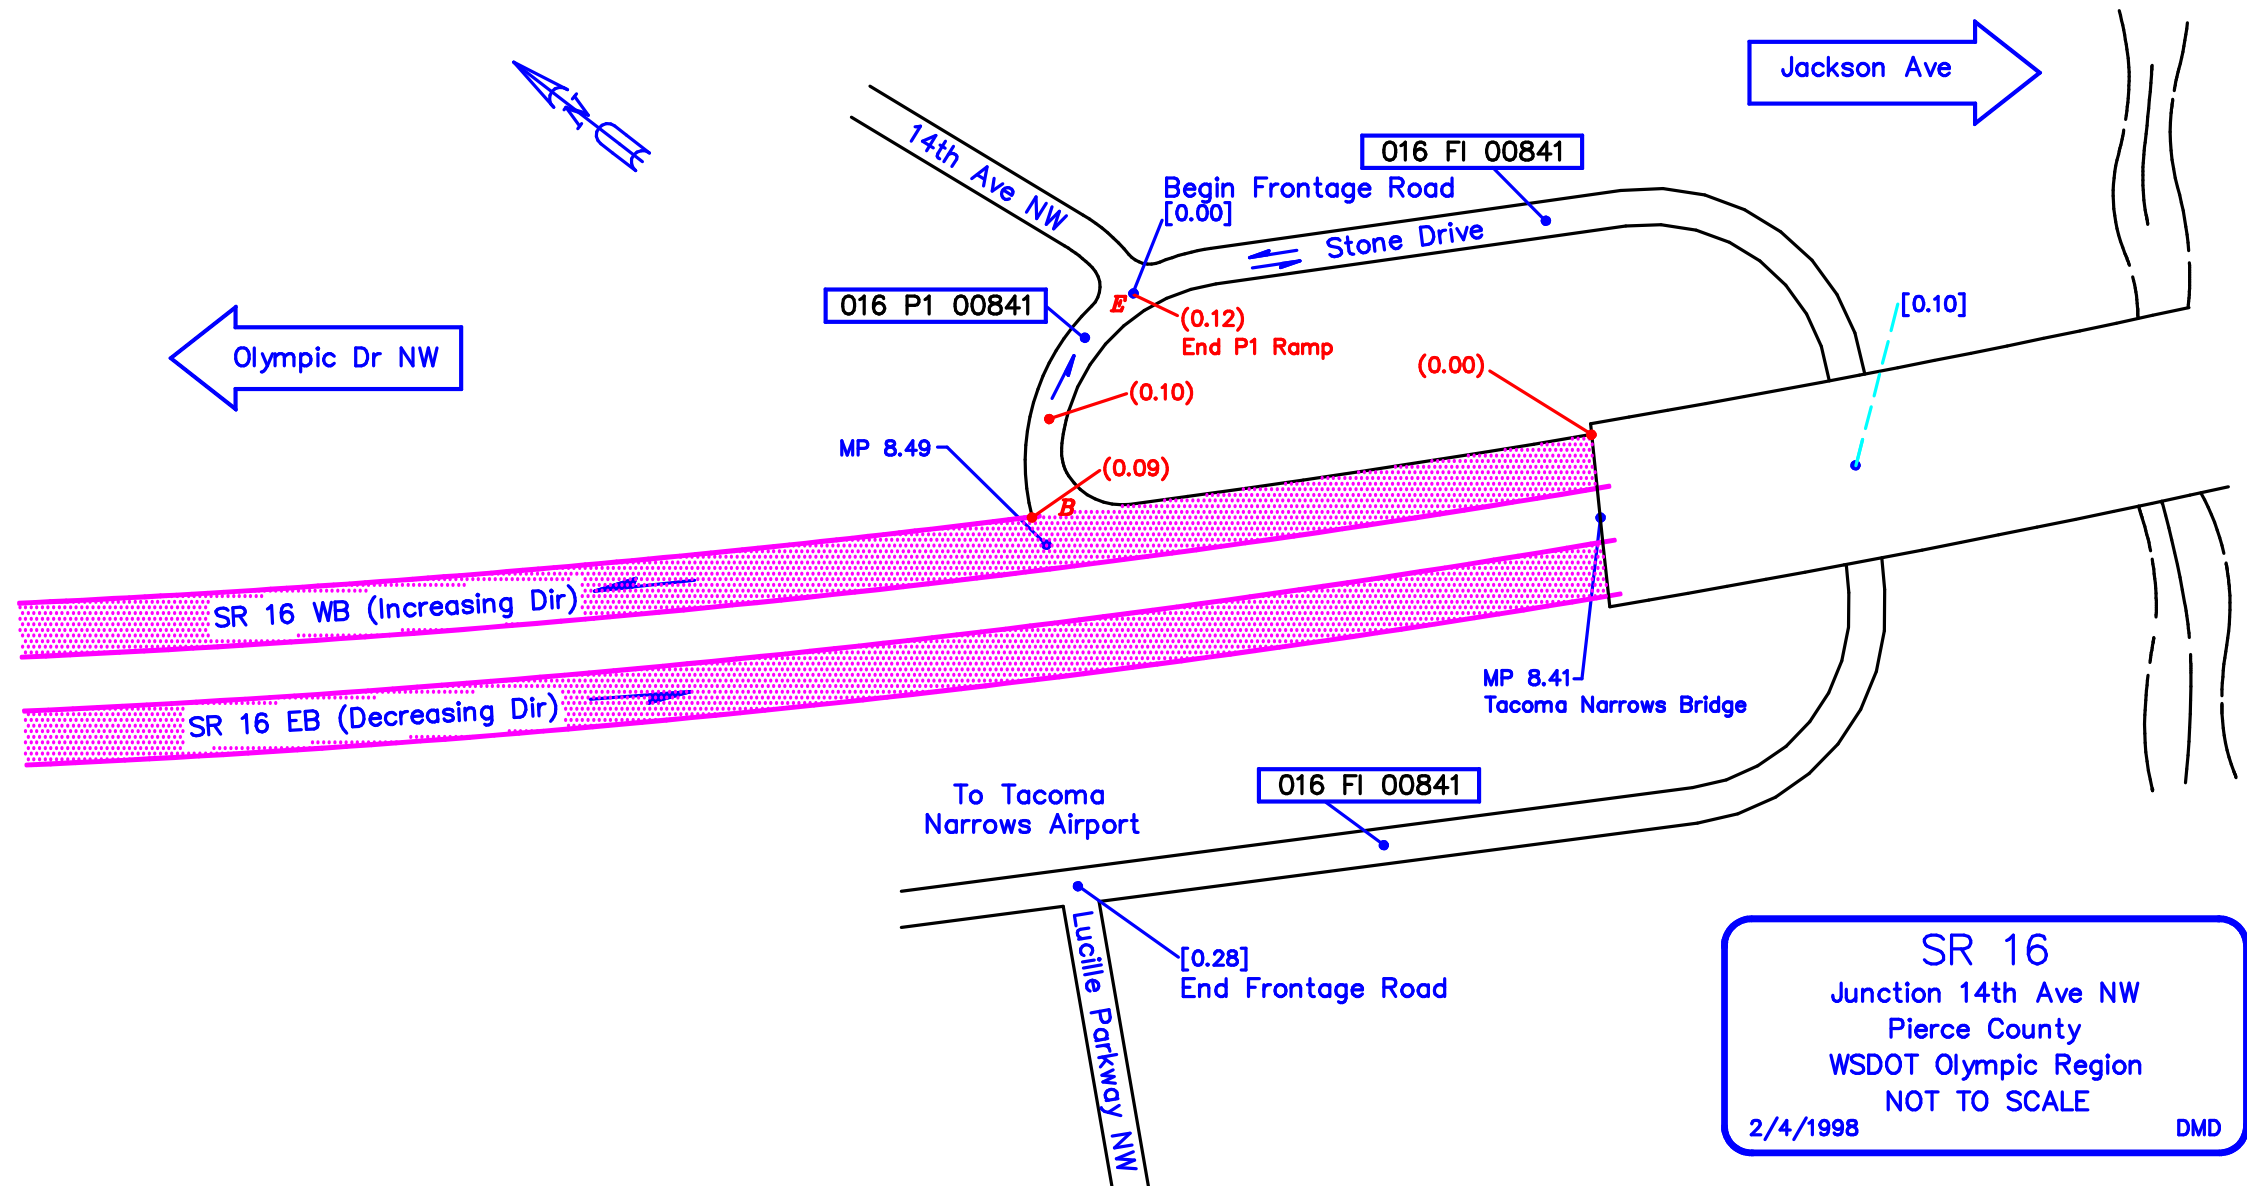 Jackson Ave
N
14th Ave NW
016 FI 00841
Begin Frontage Road
[0.00]
Stone Drive
016 P1 00841
E
(0.12)
End P1 Ramp
[0.10]
Olympic Dr NW
(0.00)
(0.10)
MP 8.49
(0.09)
B
SR 16 WB (Increasing Dir)
SR 16 EB (Decreasing Dir)
MP 8.41
Tacoma Narrows Bridge
016 FI 00841
To Tacoma
Narrows Airport
[0.28]
End Frontage Road
Lucille Parkway NW
SR 16
Junction 14th Ave NW
Pierce County
WSDOT Olympic Region
NOT TO SCALE
2/4/1998 DMD